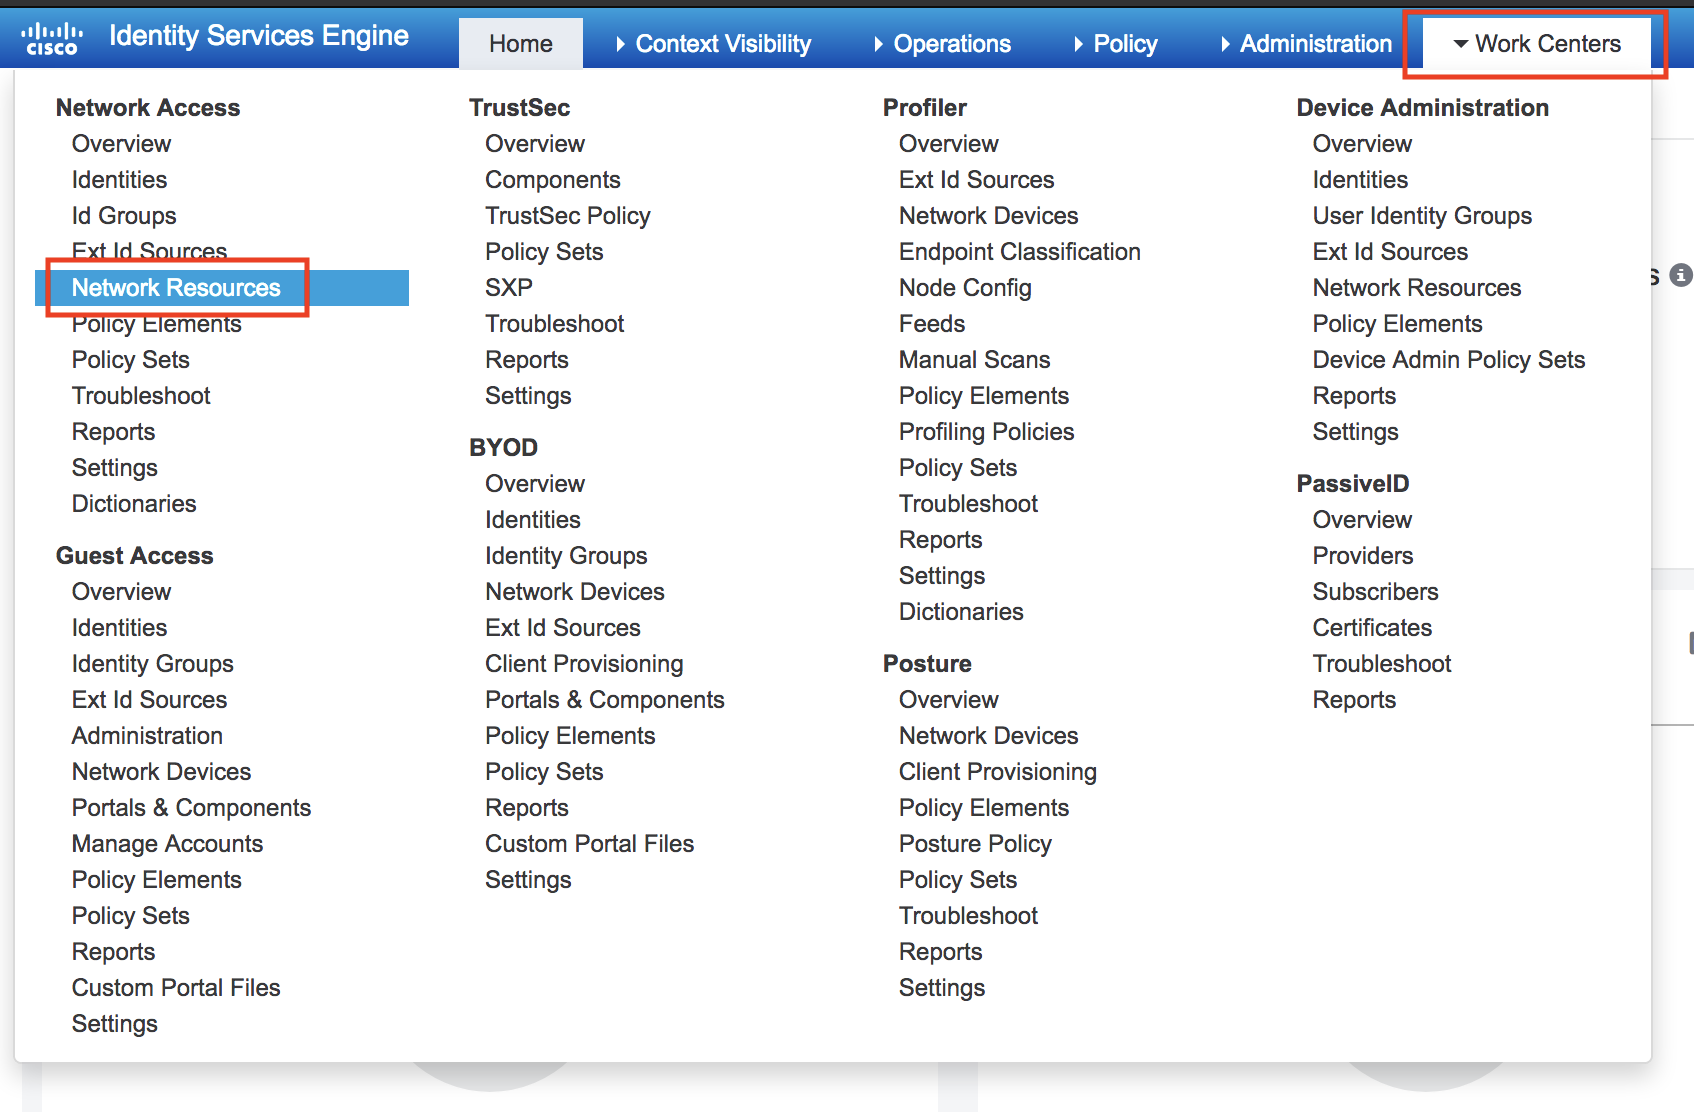 CISCO
Identity Services Engine
Home
Context Visibility
Operations
Policy
Administration
Work Centers
Network Access
Overview
Identities
Id Groups
Ext Id Sources
Network Resources
Policy Elements
Policy Sets
Troubleshoot
Reports
Settings
Dictionaries
Guest Access
Overview
Identities
Identity Groups
Ext Id Sources
Administration
Network Devices
Portals & Components
Manage Accounts
Policy Elements
Policy Sets
Reports
Custom Portal Files
Settings
TrustSec
Overview
Components
TrustSec Policy
Policy Sets
SXP
Troubleshoot
Reports
Settings
BYOD
Overview
Identities
Identity Groups
Network Devices
Ext Id Sources
Client Provisioning
Portals & Components
Policy Elements
Policy Sets
Reports
Custom Portal Files
Settings
Profiler
Overview
Ext Id Sources
Network Devices
Endpoint Classification
Node Config
Feeds
Manual Scans
Policy Elements
Profiling Policies
Policy Sets
Troubleshoot
Reports
Settings
Dictionaries
Posture
Overview
Network Devices
Client Provisioning
Policy Elements
Posture Policy
Policy Sets
Troubleshoot
Reports
Settings
Device Administration
Overview
Identities
User Identity Groups
Ext Id Sources
Network Resources
Policy Elements
Device Admin Policy Sets
Reports
Settings
PassiveID
Overview
Providers
Subscribers
Certificates
Troubleshoot
Reports